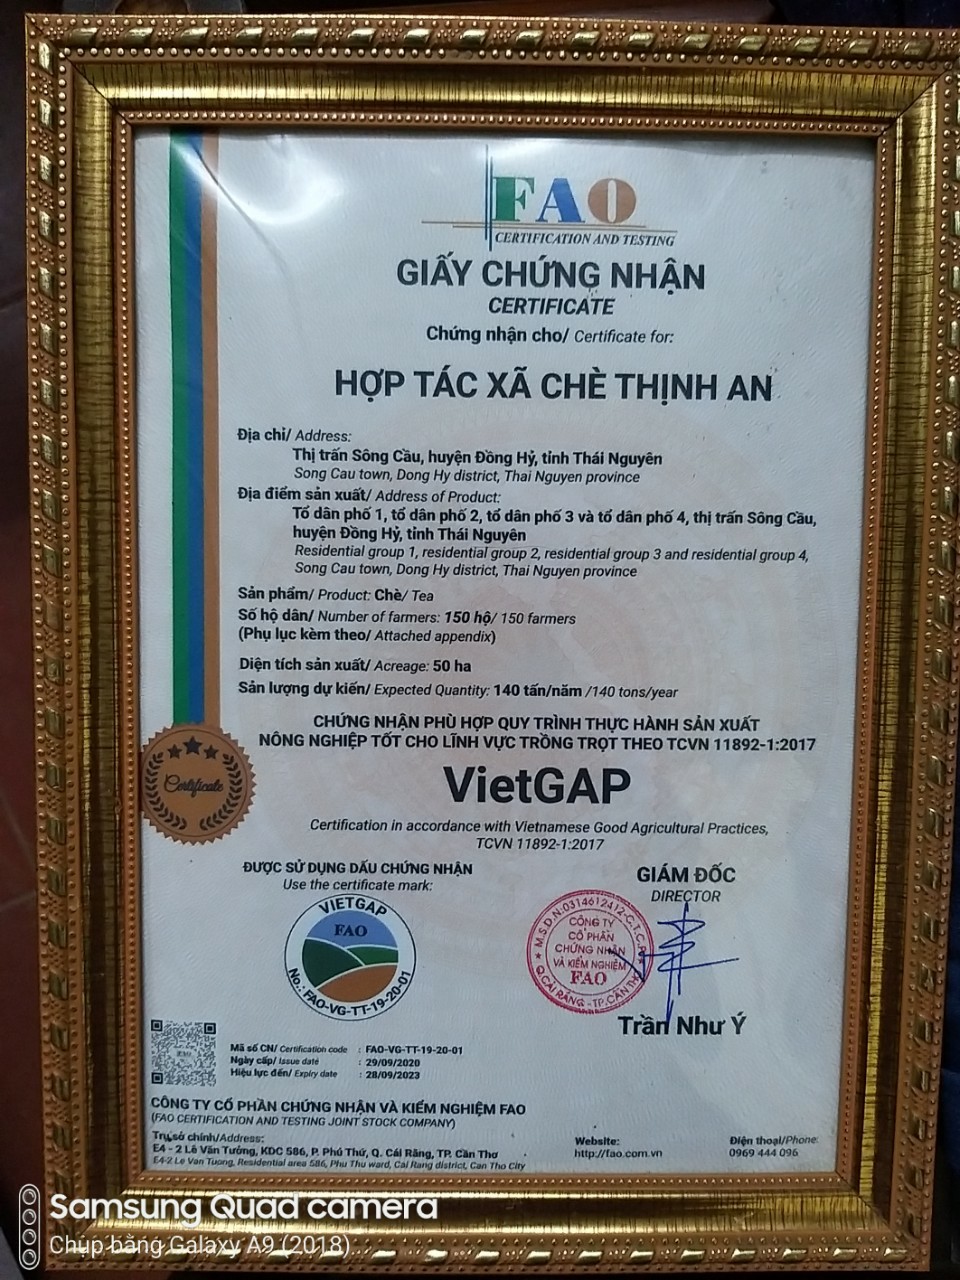 FAO
CERTIFICATION AND TESTING
GIẤY CHỨNG NHẬN
CERTIFICATE
Chứng nhận cho/ Certificate for:
HỢP TÁC XÃ CHÈ THỊNH AN
Địa chỉ/ Address:
Thị trấn Sông Cầu, huyện Đồng Hỷ, tỉnh Thái Nguyên
Song Cau town, Dong Hy district, Thai Nguyen province
Địa điểm sản xuất/ Address of Product:
Tổ dân phố 1, tổ dân phố 2, tổ dân phố 3 và tổ dân phố 4, thị trấn Sông Cầu,
huyện Đồng Hỷ, tỉnh Thái Nguyên
Residential group 1, residential group 2, residential group 3 and residential group 4,
Song Cau town, Dong Hy district, Thai Nguyen province
Sản phẩm/ Product: Chè/ Tea
Số hộ dân/ Number of farmers: 150 hộ/ 150 farmers
(Phụ lục kèm theo/ Attached appendix)
Diện tích sản xuất/ Acreage: 50 ha
Sản lượng dự kiến/ Expected Quantity: 140 tấn/năm /140 tons/year
CHỨNG NHẬN PHÙ HỢP QUY TRÌNH THỰC HÀNH SẢN XUẤT
NÔNG NGHIỆP TỐT CHO LĨNH VỰC TRỒNG TRỌT THEO TCVN 11892-1:2017
Certificate
VietGAP
Certification in accordance with Vietnamese Good Agricultural Practices,
TCVN 11892-1:2017
ĐƯỢC SỬ DỤNG DẤU CHỨNG NHẬN
Use the certificate mark:
VIETGAP
FAO
No.: FAO-VG-TT-19-20-01
GIÁM ĐỐC
DIRECTOR
M.S.D.N:0314612412-C.T.C.P
CÔNG TY
CỔ PHẦN
CHỨNG NHẬN
VÀ KIỂM NGHIỆM
FAO
Q.CÁI RĂNG - TP.CẦN THƠ
Trần Như Ý
Mã số CN/ Certification code : FAO-VG-TT-19-20-01
Ngày cấp/ Issue date : 29/09/2020
Hiệu lực đến/ Expiry date : 28/09/2023
CÔNG TY CỔ PHẦN CHỨNG NHẬN VÀ KIỂM NGHIỆM FAO
(FAO CERTIFICATION AND TESTING JOINT STOCK COMPANY)
Trụ sở chính/Address:
E4 - 2 Lê Văn Tưởng, KDC 586, P. Phú Thứ, Q. Cái Răng, TP. Cần Thơ
E4-2 Le Van Tuong, Residential area 586, Phu Thu ward, Cai Rang district, Can Tho City
Website:
http://fao.com.vn
Điện thoại/Phone:
0969 444 096
Samsung Quad camera
Chụp bằng Galaxy A9 (2018)